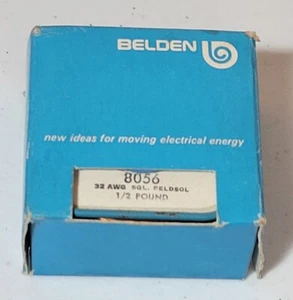 BELDEN
new ideas for moving electrical energy
8056
32 AWG SGL. BELDSOL
1/2 POUND